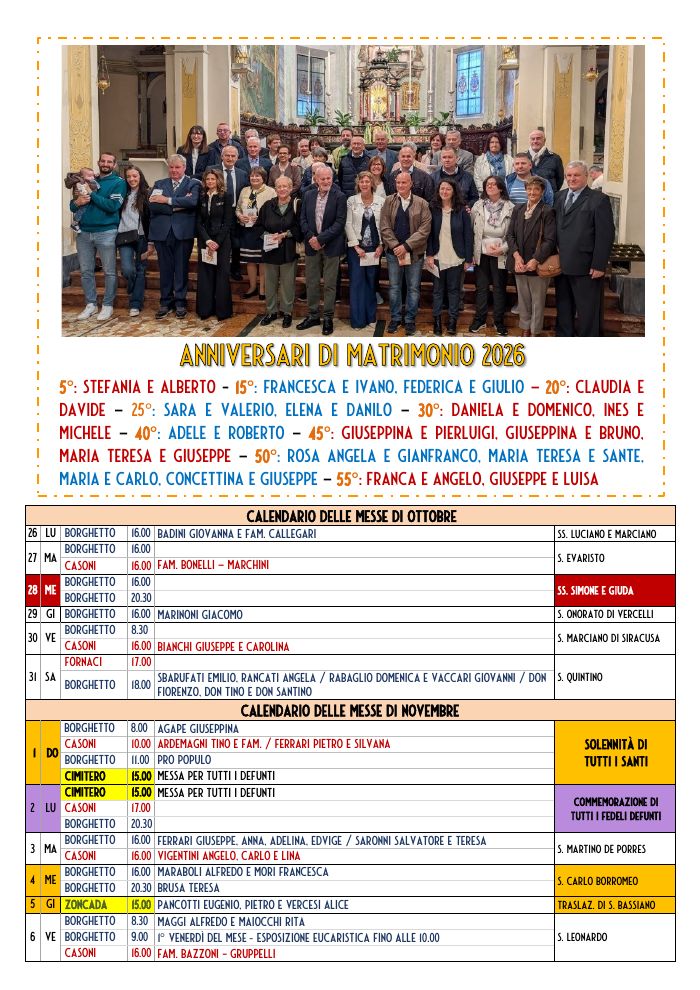 ANNIVERSARI DI MATRIMONIO 2026
5°: STEFANIA E ALBERTO – 15°: FRANCESCA E IVANO, FEDERICA E GIULIO – 20°: CLAUDIA E
DAVIDE – 25°: SARA E VALERIO, ELENA E DANILO – 30°: DANIELA E DOMENICO, INES E
MICHELE – 40°: ADELE E ROBERTO – 45°: GIUSEPPINA E PIERLUIGI, GIUSEPPINA E BRUNO,
MARIA TERESA E GIUSEPPE – 50°: ROSA ANGELA E GIANFRANCO, MARIA TERESA E SANTE,
MARIA E CARLO, CONCETTINA E GIUSEPPE – 55°: FRANCA E ANGELO, GIUSEPPE E LUISA
CALENDARIO DELLE MESSE DI OTTOBRE
26 LU BORGHETTO 16.00 BADINI GIOVANNA E FAM. CALLEGARI SS. LUCIANO E MARCIANO
27 MA BORGHETTO 16.00 S. EVARISTO
CASONI 16.00 FAM. BONELLI – MARCHINI
28 ME BORGHETTO 16.00 SS. SIMONE E GIUDA
BORGHETTO 20.30
29 GI BORGHETTO 16.00 MARINONI GIACOMO S. ONORATO DI VERCELLI
30 VE BORGHETTO 8.30 S. MARCIANO DI SIRACUSA
CASONI 16.00 BIANCHI GIUSEPPE E CAROLINA
31 SA FORNACI 17.00 S. QUINTINO
BORGHETTO 18.00 SBARUFATI EMILIO, RANCATI ANGELA / RABAGLIO DOMENICA E VACCARI GIOVANNI / DON
FIORENZO, DON TINO E DON SANTINO
CALENDARIO DELLE MESSE DI NOVEMBRE
1 DO BORGHETTO 8.00 AGAPE GIUSEPPINA SOLENNITÀ DI
CASONI 10.00 ARDEMAGNI TINO E FAM. / FERRARI PIETRO E SILVANA TUTTI I SANTI
BORGHETTO 11.00 PRO POPULO
CIMITERO 15.00 MESSA PER TUTTI I DEFUNTI
2 LU CIMITERO 15.00 MESSA PER TUTTI I DEFUNTI COMMEMORAZIONE DI
CASONI 17.00 TUTTI I FEDELI DEFUNTI
BORGHETTO 20.30
3 MA BORGHETTO 16.00 FERRARI GIUSEPPE, ANNA, ADELINA, EDVIGE / SARONNI SALVATORE E TERESA S. MARTINO DE PORRES
CASONI 16.00 VIGENTINI ANGELO, CARLO E LINA
4 ME BORGHETTO 16.00 MARABOLI ALFREDO E MORI FRANCESCA S. CARLO BORROMEO
BORGHETTO 20.30 BRUSA TERESA
5 GI ZONCADA 15.00 PANCOTTI EUGENIO, PIETRO E VERCESI ALICE TRASLAZ. DI S. BASSIANO
6 VE BORGHETTO 8.30 MAGGI ALFREDO E MAIOCCHI RITA S. LEONARDO
BORGHETTO 9.00 1° VENERDÌ DEL MESE - ESPOSIZIONE EUCARISTICA FINO ALLE 10.00
CASONI 16.00 FAM. BAZZONI – GRUPPELLI